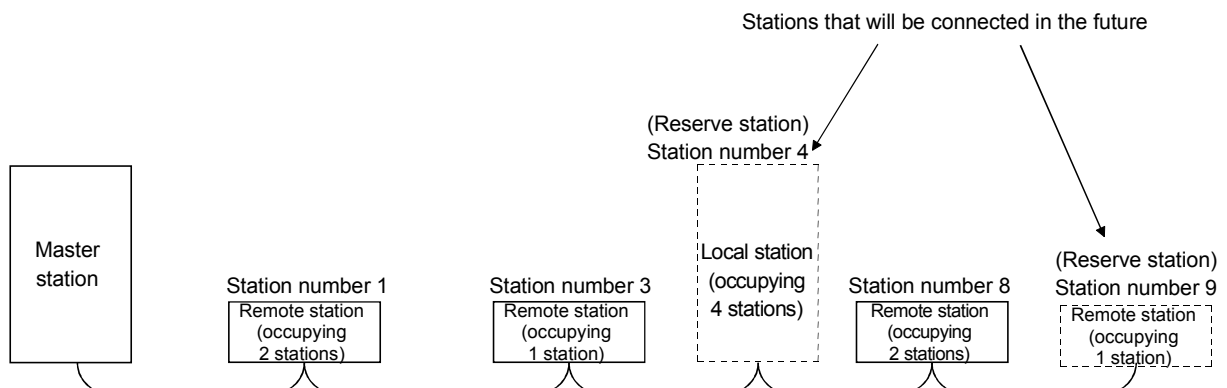 Stations that will be connected in the future
(Reserve station)
Station number 4
Master
station
Station number 1
Remote station
(occupying
2 stations)
Station number 3
Remote station
(occupying
1 station)
Local station
(occupying
4 stations)
Station number 8
Remote station
(occupying
2 stations)
(Reserve station)
Station number 9
Remote station
(occupying
1 station)